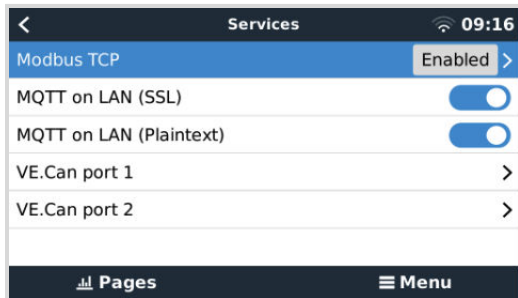 Services 09:16
Modbus TCP Enabled
MQTT on LAN (SSL)
MQTT on LAN (Plaintext)
VE.Can port 1
VE.Can port 2
Pages Menu